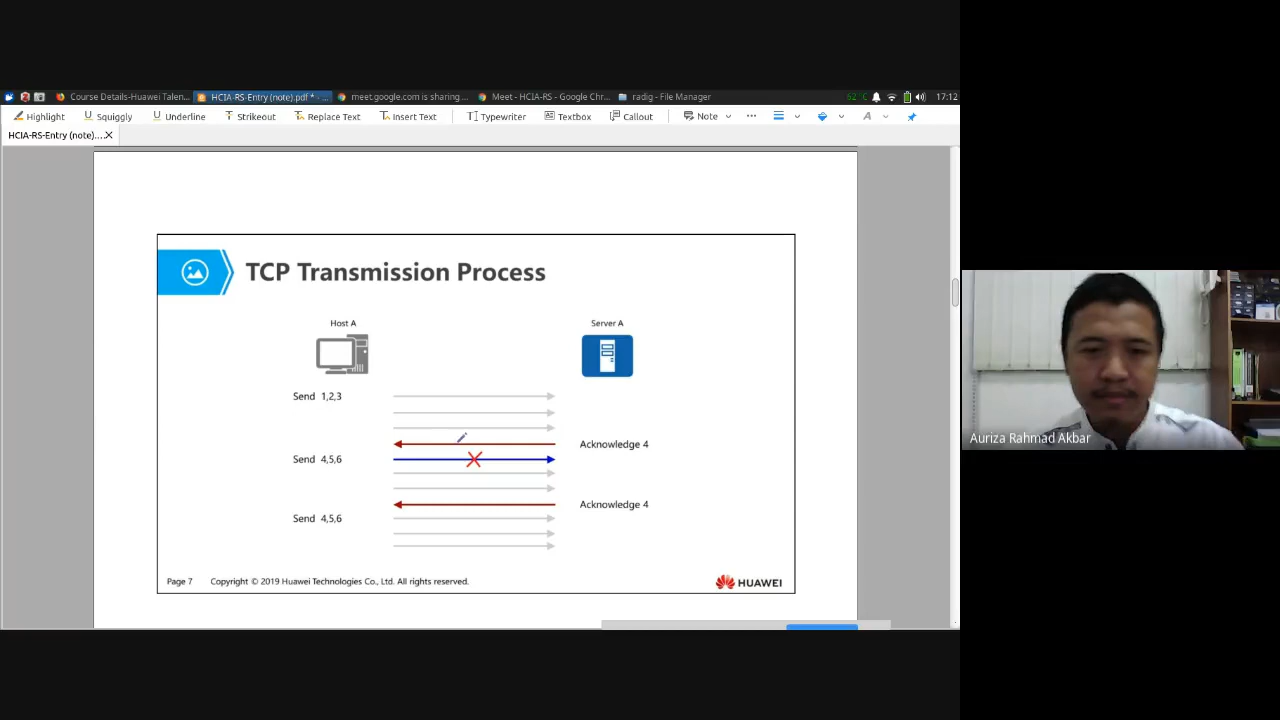 Course Details-Huawei Talen...
HCIA-RS-Entry (note).pdf * - ...
meet.google.com is sharing ...
Meet - HCIA-RS - Google Chr...
radig - File Manager
62°C
17:12
Highlight
Squiggly
Underline
Strikeout
Replace Text
Insert Text
Typewriter
Textbox
Callout
Note
HCIA-RS-Entry (note)....
TCP Transmission Process
Host A
Server A
Send 1,2,3
Acknowledge 4
Send 4,5,6
Acknowledge 4
Send 4,5,6
Page 7 Copyright © 2019 Huawei Technologies Co., Ltd. All rights reserved.
HUAWEI
Auriza Rahmad Akbar